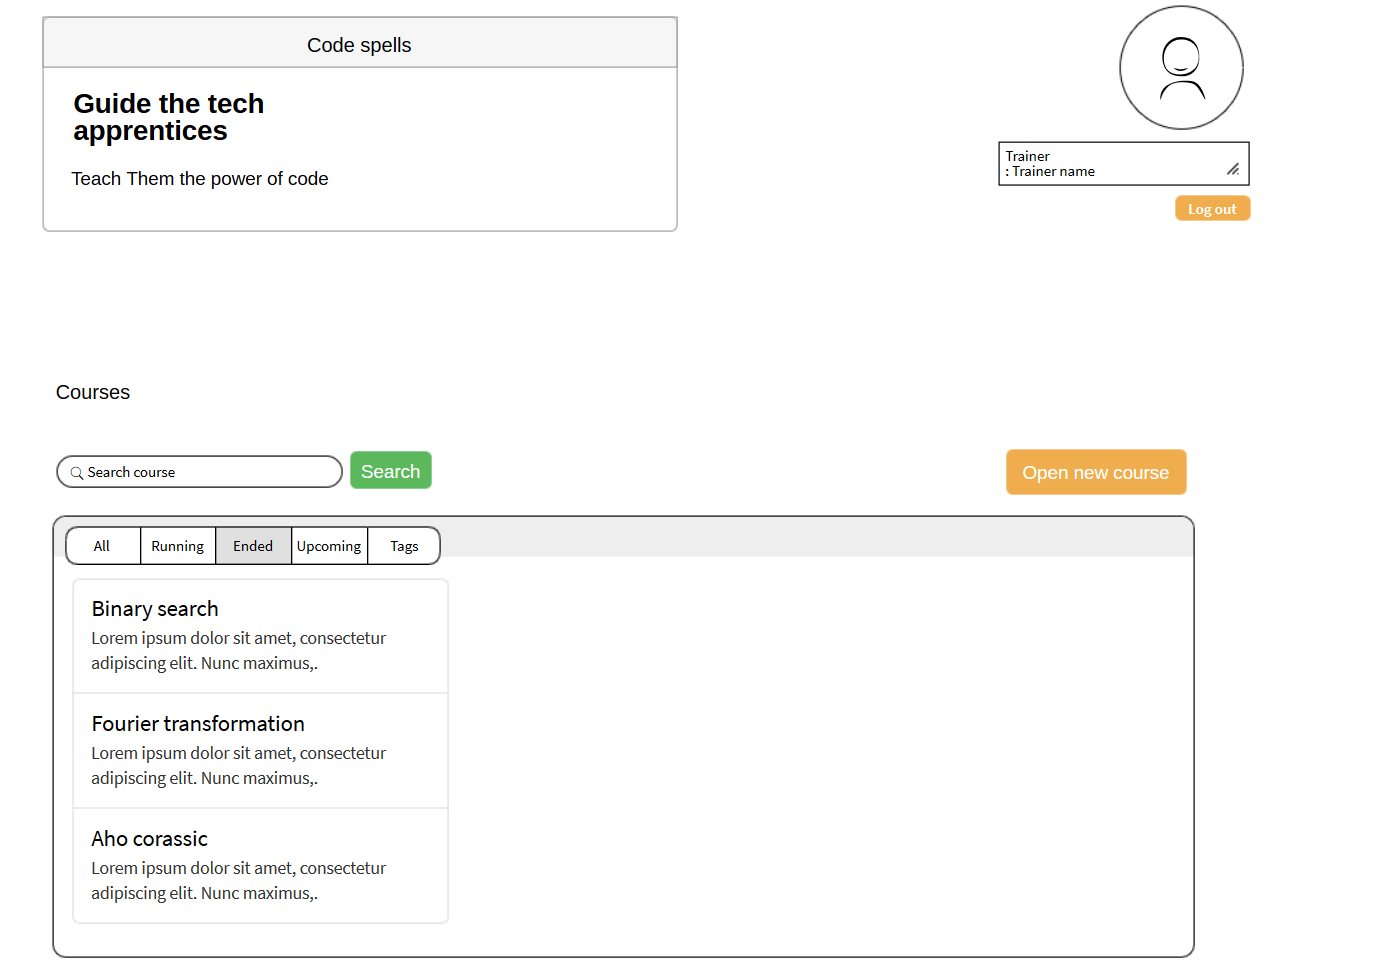 Code spells
Guide the tech
apprentices
Teach Them the power of code
Trainer
: Trainer name
Log out
Courses
Search course
Search
Open new course
All
Running
Ended
Upcoming
Tags
Binary search
Lorem ipsum dolor sit amet, consectetur
adipiscing elit. Nunc maximus,.
Fourier transformation
Lorem ipsum dolor sit amet, consectetur
adipiscing elit. Nunc maximus,.
Aho corassic
Lorem ipsum dolor sit amet, consectetur
adipiscing elit. Nunc maximus,.